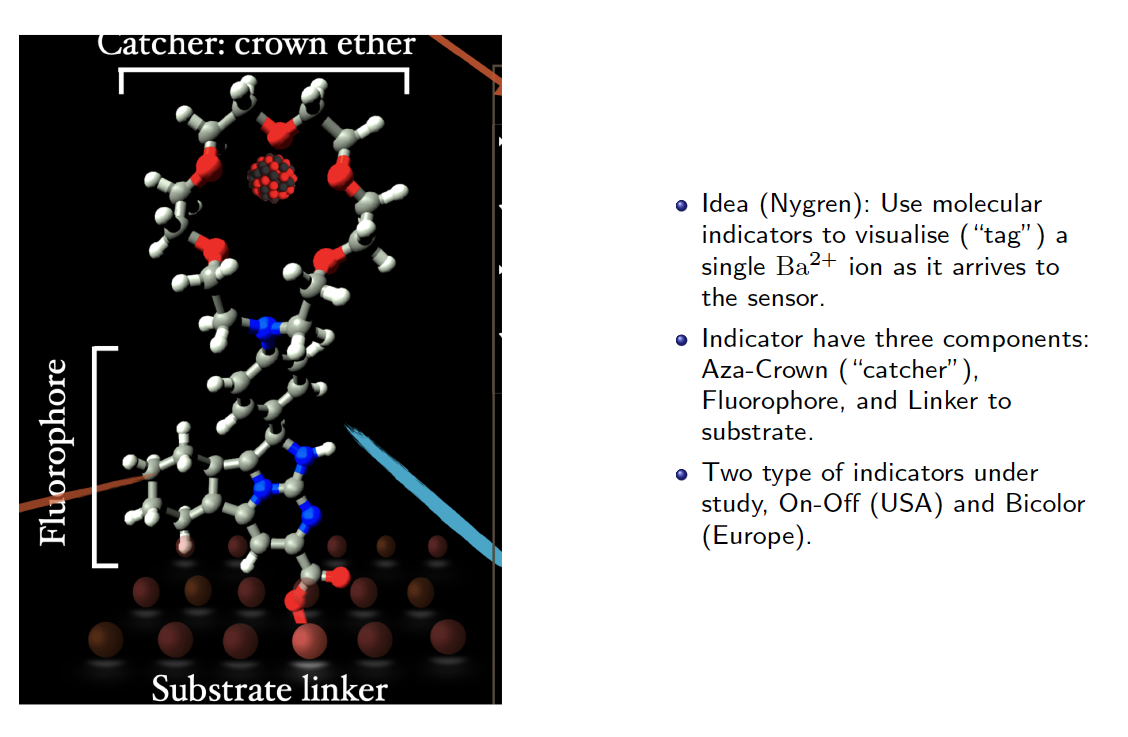 Catcher: crown ether
Fluorophore
Substrate linker
Idea (Nygren): Use molecular
indicators to visualise (“tag”) a
single Ba²⁺ ion as it arrives to
the sensor.
Indicator have three components:
Aza-Crown (“catcher”),
Fluorophore, and Linker to
substrate.
Two type of indicators under
study, On-Off (USA) and Bicolor
(Europe).